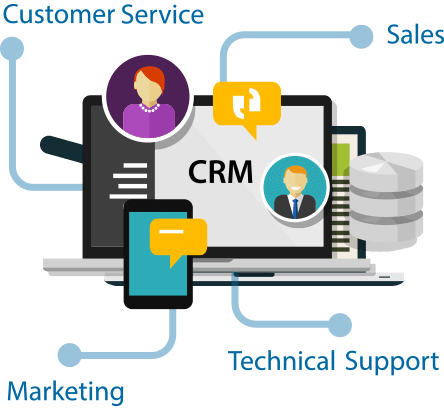 Customer Service
Sales
CRM
Technical Support
Marketing